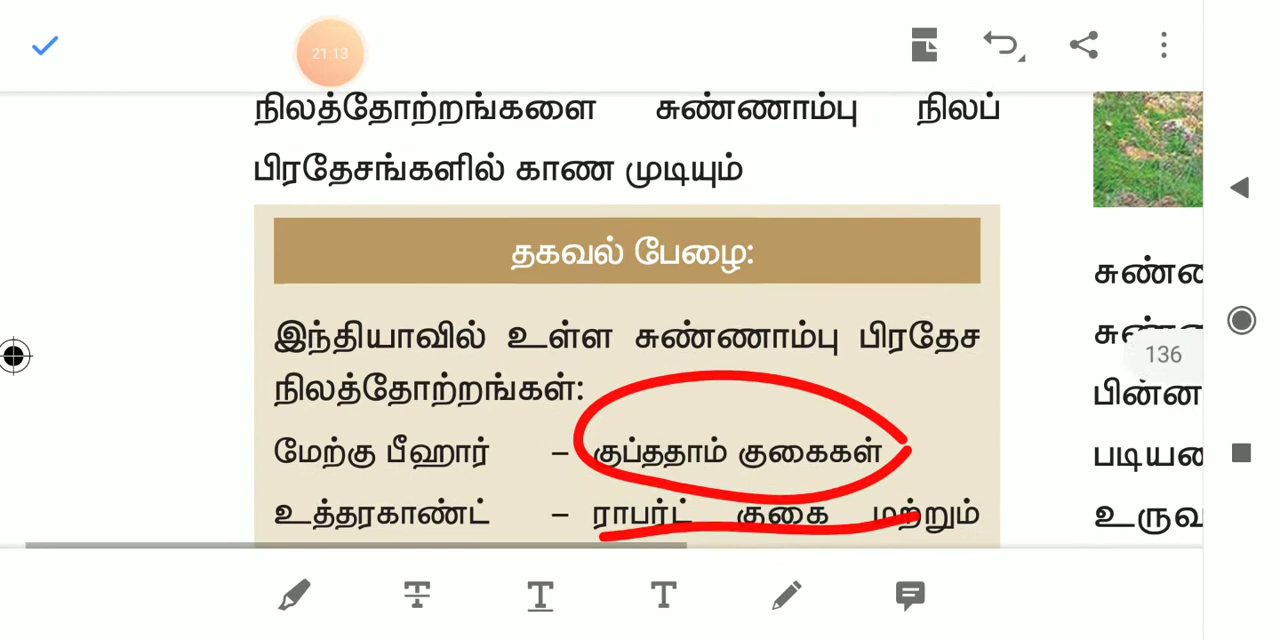 21:13
நிலத்தோற்றங்களை சுண்ணாம்பு நிலப்
பிரதேசங்களில் காண முடியும்
தகவல் பேழை:
இந்தியாவில் உள்ள சுண்ணாம்பு பிரதேச
நிலத்தோற்றங்கள்:
மேற்கு பீஹார் – குப்ததாம் குகைகள்
உத்தரகாண்ட் – ராபர்ட் குகை மற்றும்
136
பின்ன